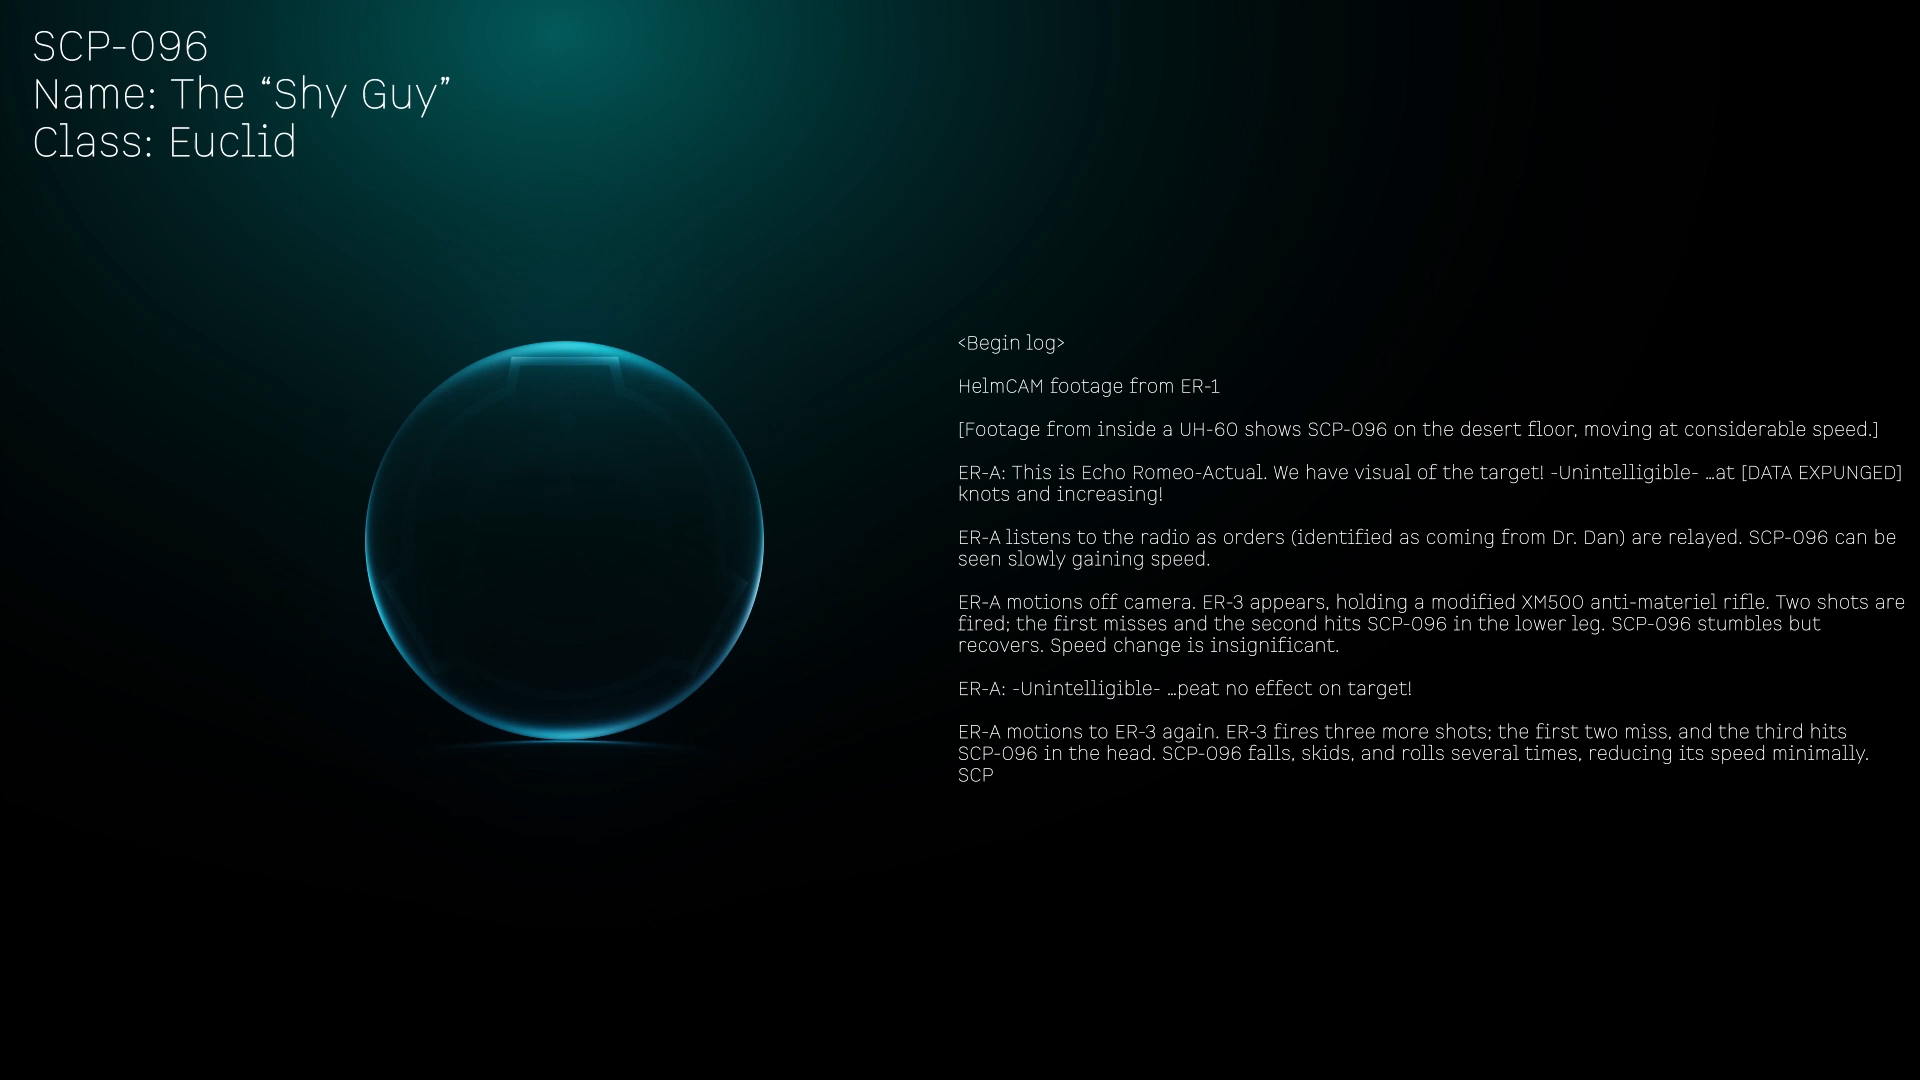 SCP-096
Name: The “Shy Guy”
Class: Euclid
<Begin log>
HelmCAM footage from ER-1
[Footage from inside a UH-60 shows SCP-096 on the desert floor, moving at considerable speed.]
ER-A: This is Echo Romeo-Actual. We have visual of the target! -Unintelligible- …at [DATA EXPUNGED]
knots and increasing!
ER-A listens to the radio as orders (identified as coming from Dr. Dan) are relayed. SCP-096 can be
seen slowly gaining speed.
ER-A motions off camera. ER-3 appears, holding a modified XM500 anti-materiel rifle. Two shots are
fired; the first misses and the second hits SCP-096 in the lower leg. SCP-096 stumbles but
recovers. Speed change is insignificant.
ER-A: -Unintelligible- …peat no effect on target!
ER-A motions to ER-3 again. ER-3 fires three more shots; the first two miss, and the third hits
SCP-096 in the head. SCP-096 falls, skids, and rolls several times, reducing its speed minimally.
SCP